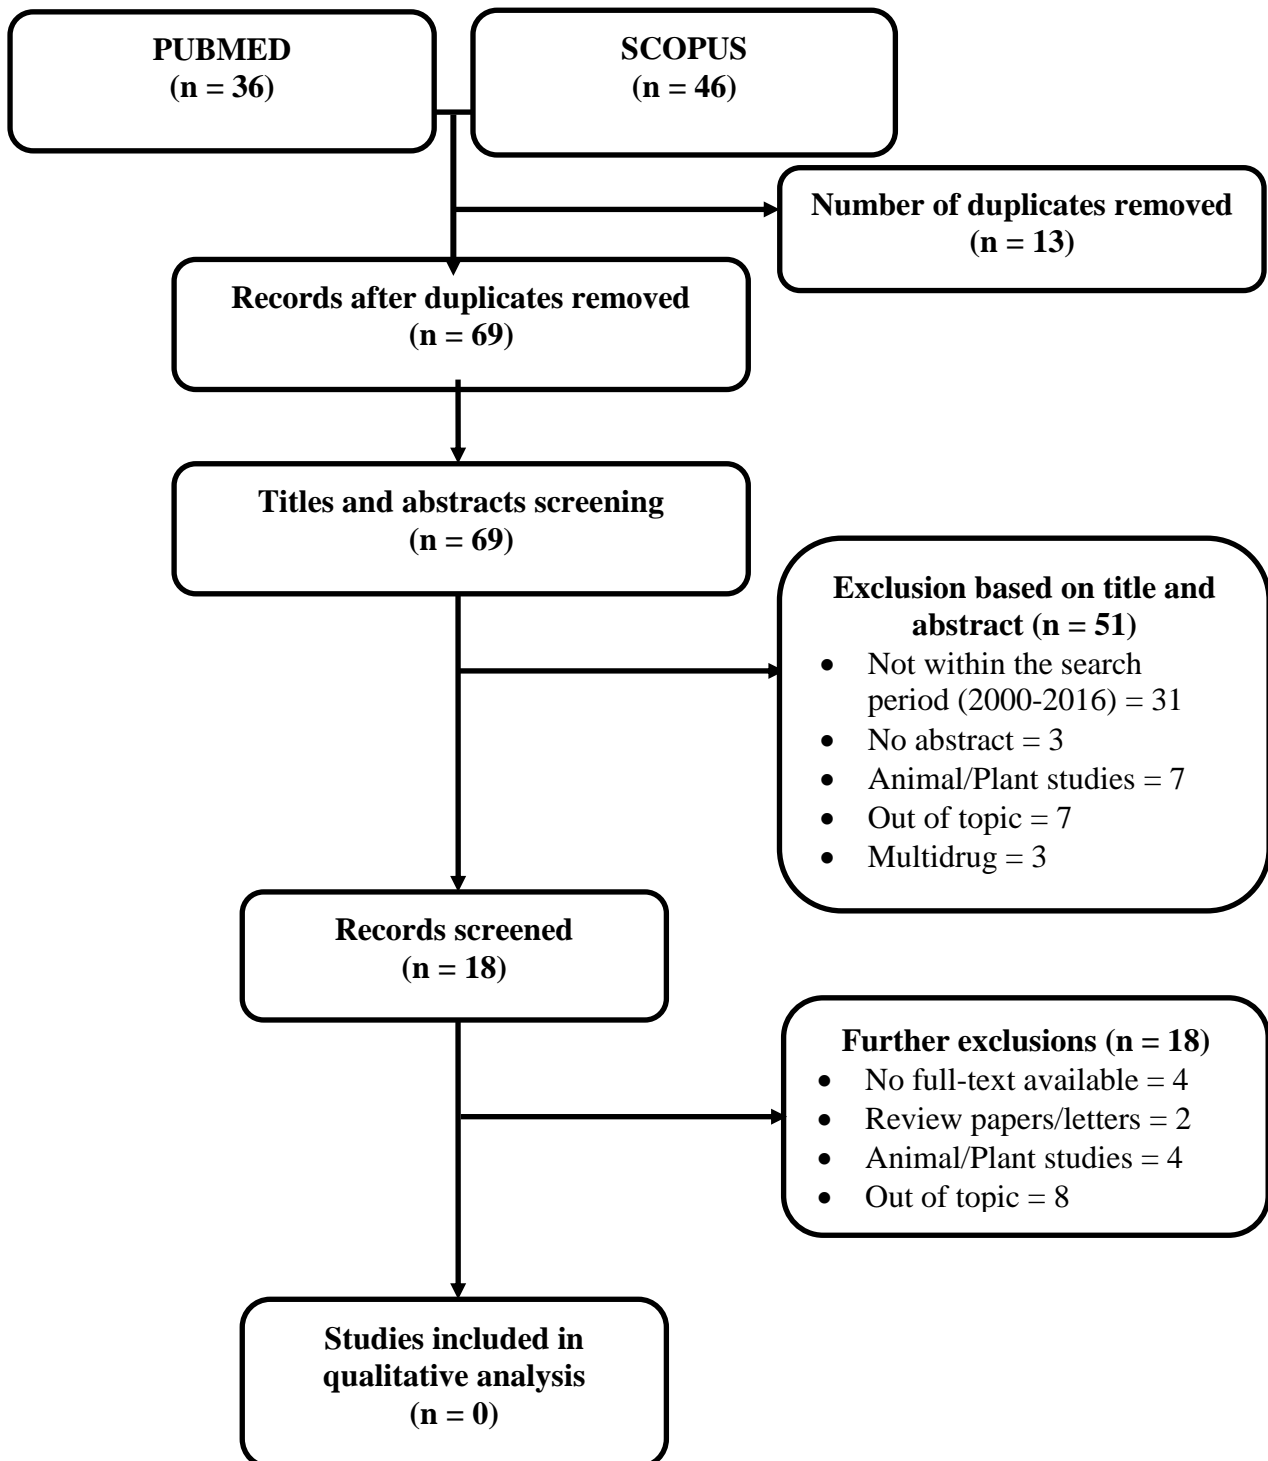 PUBMED
(n = 36)
SCOPUS
(n = 46)
Number of duplicates removed
(n = 13)
Records after duplicates removed
(n = 69)
Titles and abstracts screening
(n = 69)
Exclusion based on title and
abstract (n = 51)
• Not within the search
period (2000-2016) = 31
• No abstract = 3
• Animal/Plant studies = 7
• Out of topic = 7
• Multidrug = 3
Records screened
(n = 18)
Further exclusions (n = 18)
• No full-text available = 4
• Review papers/letters = 2
• Animal/Plant studies = 4
• Out of topic = 8
Studies included in
qualitative analysis
(n = 0)